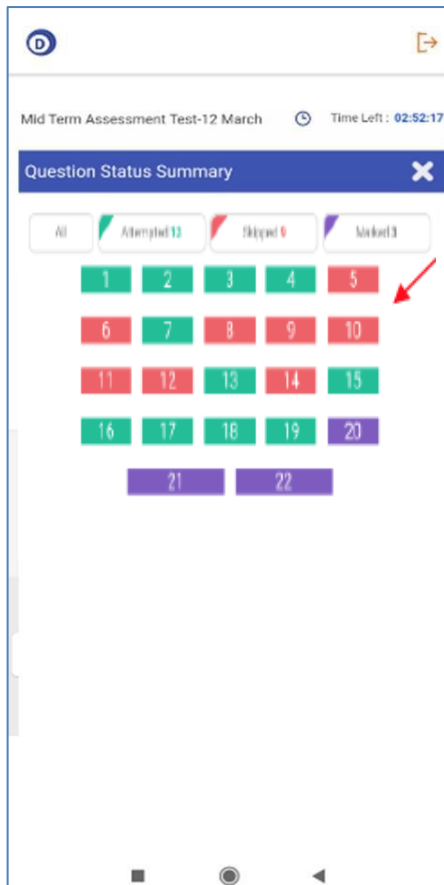 D
Mid Term Assessment Test-12 March Time Left : 02:52:17
Question Status Summary
All Attempted Skipped Marked 3
1 2 3 4 5
6 7 8 9 10
11 12 13 14 15
16 17 18 19 20
21 22